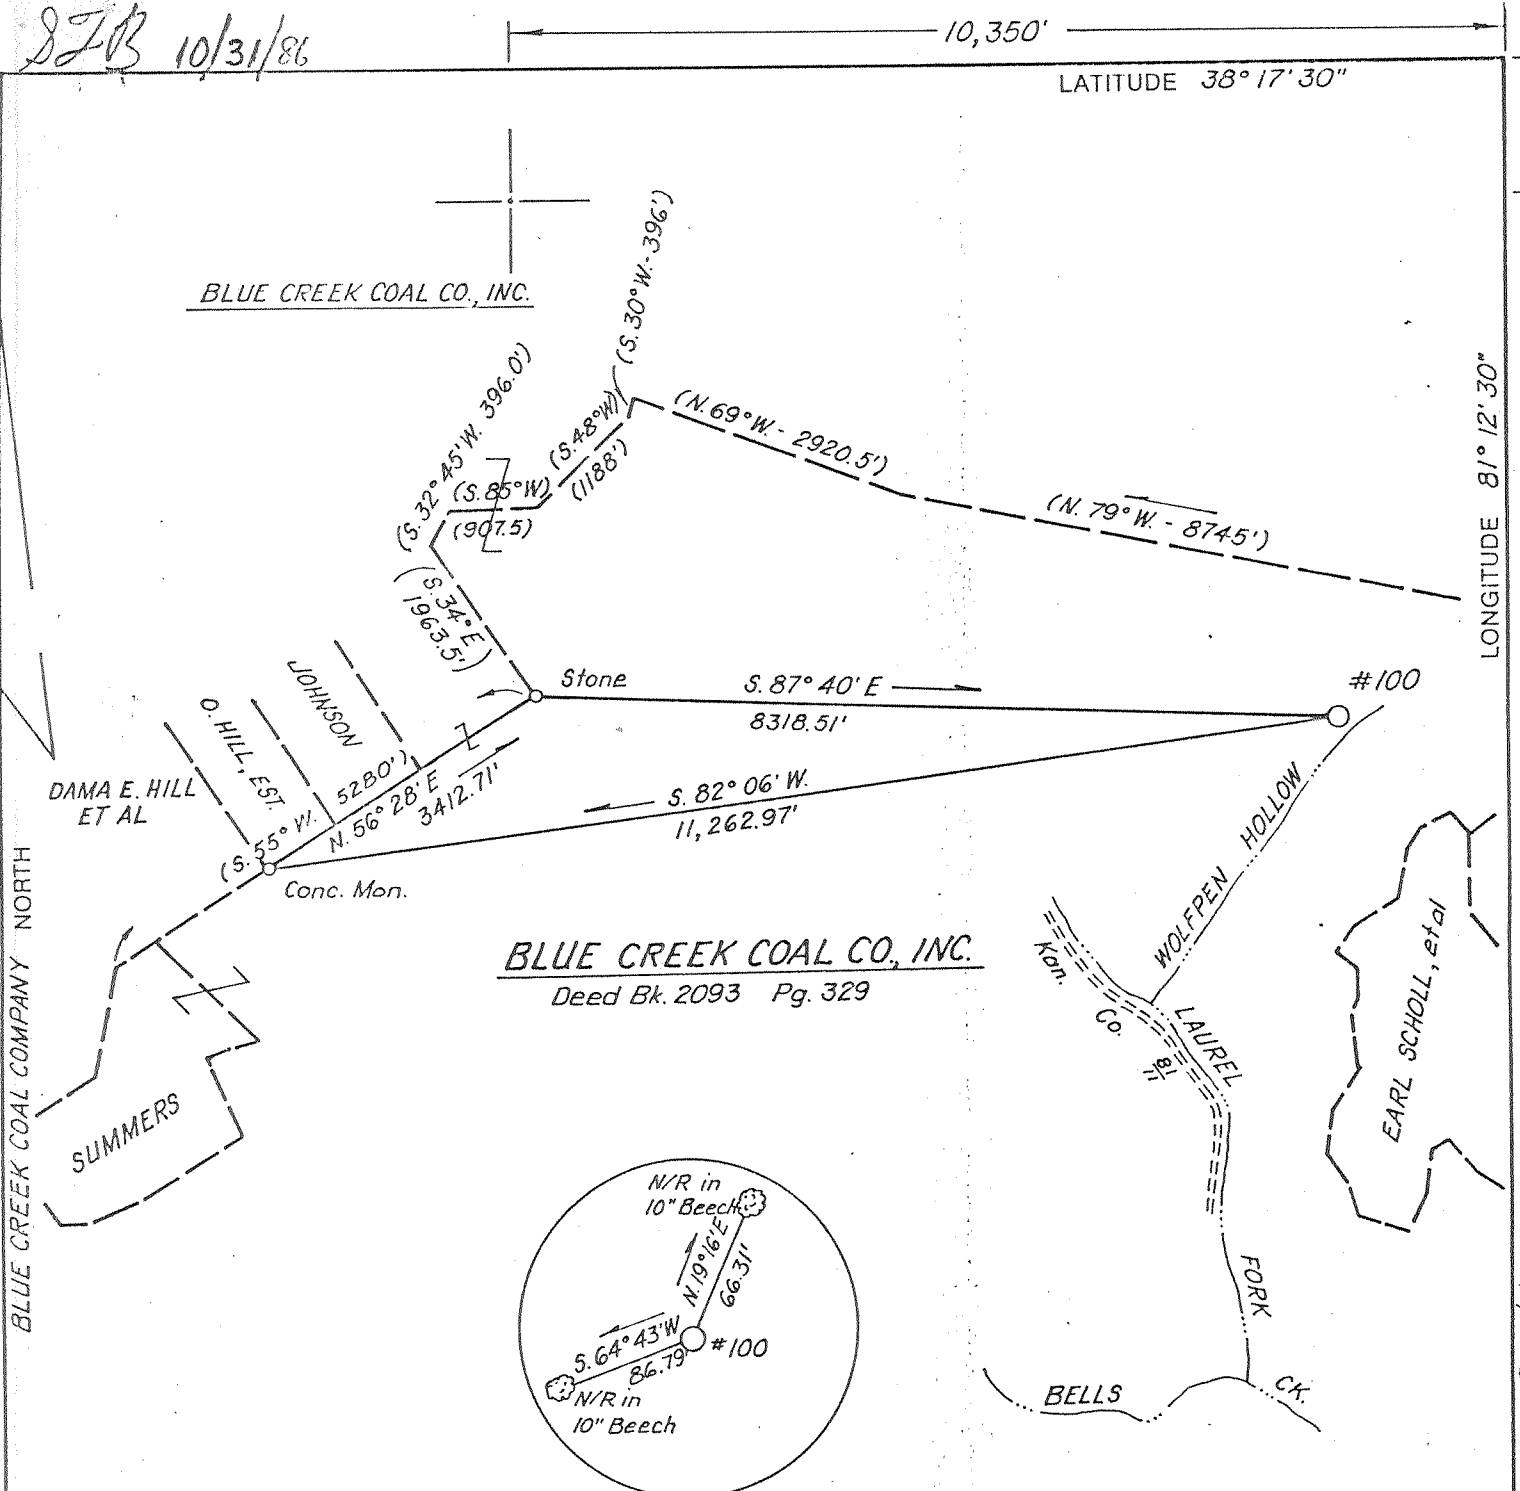 SFB 10/31/86
10,350'
LATITUDE 38° 17' 30"
BLUE CREEK COAL CO., INC.
(S. 30° W. - 396')
(S. 32° 45' W. 396.0')
(S. 48° W)
(1188')
(S. 85° W)
(907.5)
(N. 69° W. - 2920.5')
(N. 79° W. - 8745')
LONGITUDE 81° 12' 30"
(S. 34° E
1963.5')
Stone
S. 87° 40' E
8318.51'
#100
JOHNSON
O. HILL, EST.
DAMA E. HILL
ET AL
(S. 55° W. 5280')
N. 56° 28' E
3412.71'
S. 82° 06' W.
11,262.97'
Conc. Mon.
WOLFPEN HOLLOW
BLUE CREEK COAL CO., INC.
Deed Bk. 2093 Pg. 329
Kan. Co. 81/11
LAUREL FORK
EARL SCHOLL, et al
SUMMERS
BLUE CREEK COAL COMPANY NORTH
N/R in
10" Beech
N. 19° 16' E
66.31'
S. 64° 43' W
86.79'
#100
N/R in
10" Beech
BELLS CK.